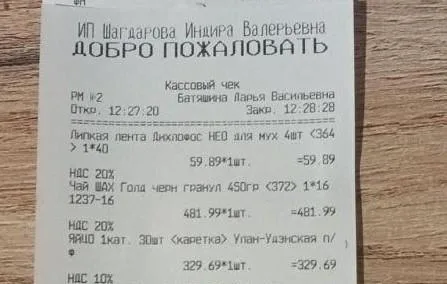 ИП Шагдарова Индира Валерьевна
ДОБРО ПОЖАЛОВАТЬ
Кассовый чек
РМ №2 Батяшина Дарья Васильевна
Откр. 12:27:20 Закр. 12:28:28
Липкая лента Дихлофос НЕО для мух 4шт <364
> 1*40
59.89*1шт. =59.89
НДС 20%
Чай ШАХ Голд черн гранул 450гр <372> 1*16
1237-16
481.99*1шт. =481.99
НДС 20%
ЯЙЦО 1кат. 30шт <каретка> Улан-Удэнская п/
ф
329.69*1шт. =329.69
НДС 10%